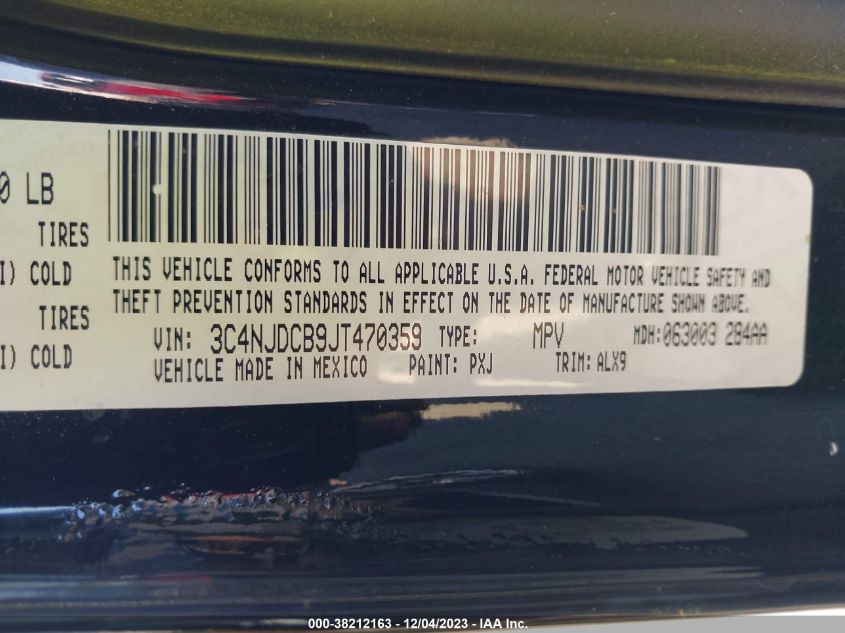 0 LB
TIRES
I) COLD
TIRES
I) COLD
THIS VEHICLE CONFORMS TO ALL APPLICABLE U.S.A. FEDERAL MOTOR VEHICLE SAFETY AND
THEFT PREVENTION STANDARDS IN EFFECT ON THE DATE OF MANUFACTURE SHOWN ABOVE.
VIN: 3C4NJDCB9JT470359 TYPE: MPV MDH:063003 284AA
VEHICLE MADE IN MEXICO PAINT: PXJ TRIM: ALX9
000-38212163 - 12/04/2023 - IAA Inc.